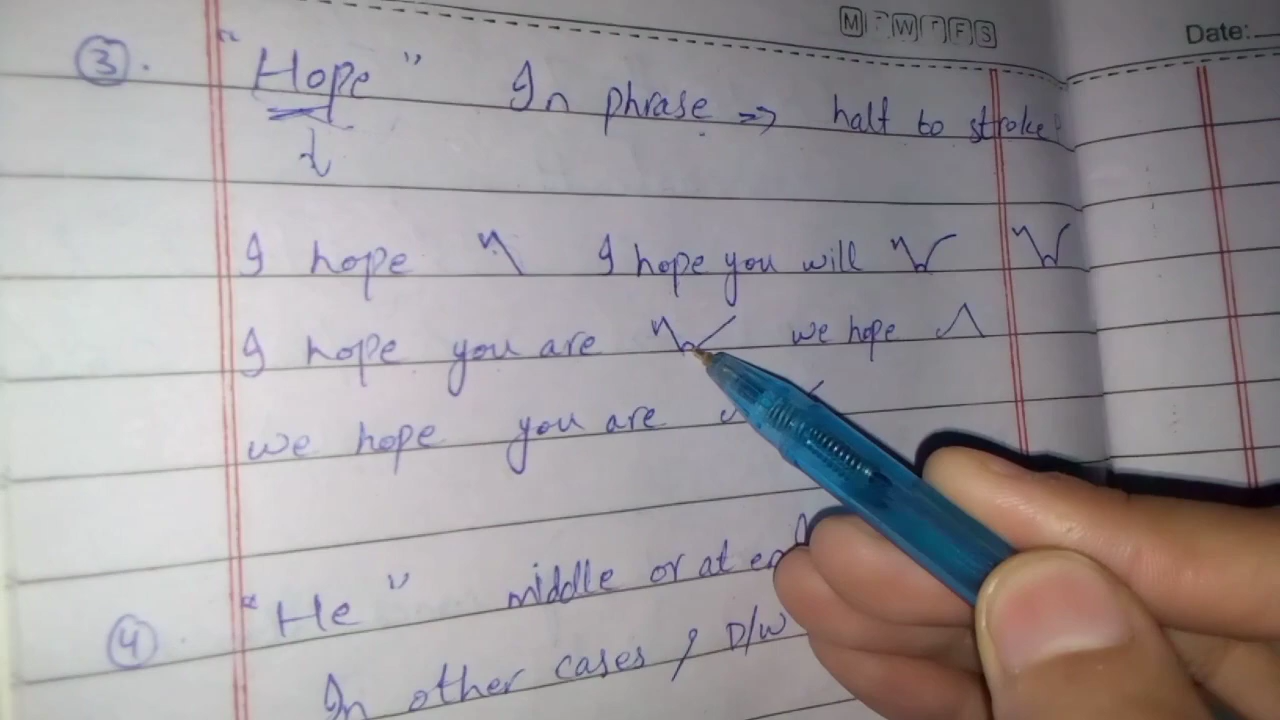 M T W T F S
Date:
3. "Hope" In phrase => half to stroke
I hope I hope you will
I hope you are we hope
we hope you are
4. "He" middle or at end
In other cases, D/W